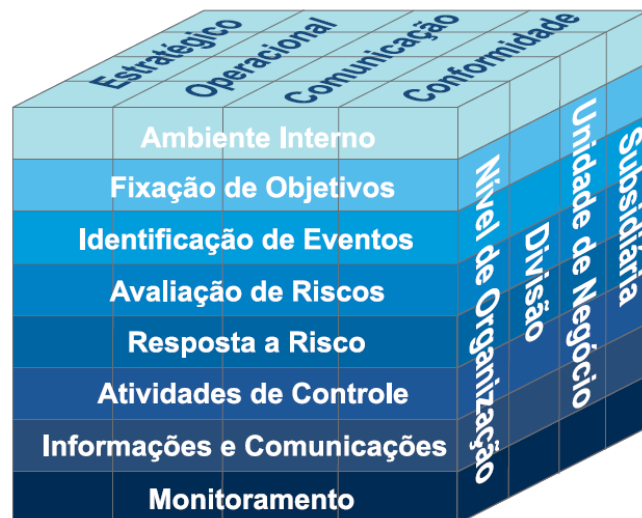 Estratégico
Operacional
Comunicação
Conformidade
Ambiente Interno
Fixação de Objetivos
Identificação de Eventos
Avaliação de Riscos
Resposta a Risco
Atividades de Controle
Informações e Comunicações
Monitoramento
Nível de Organização
Divisão
Unidade de Negócio
Subsidiária